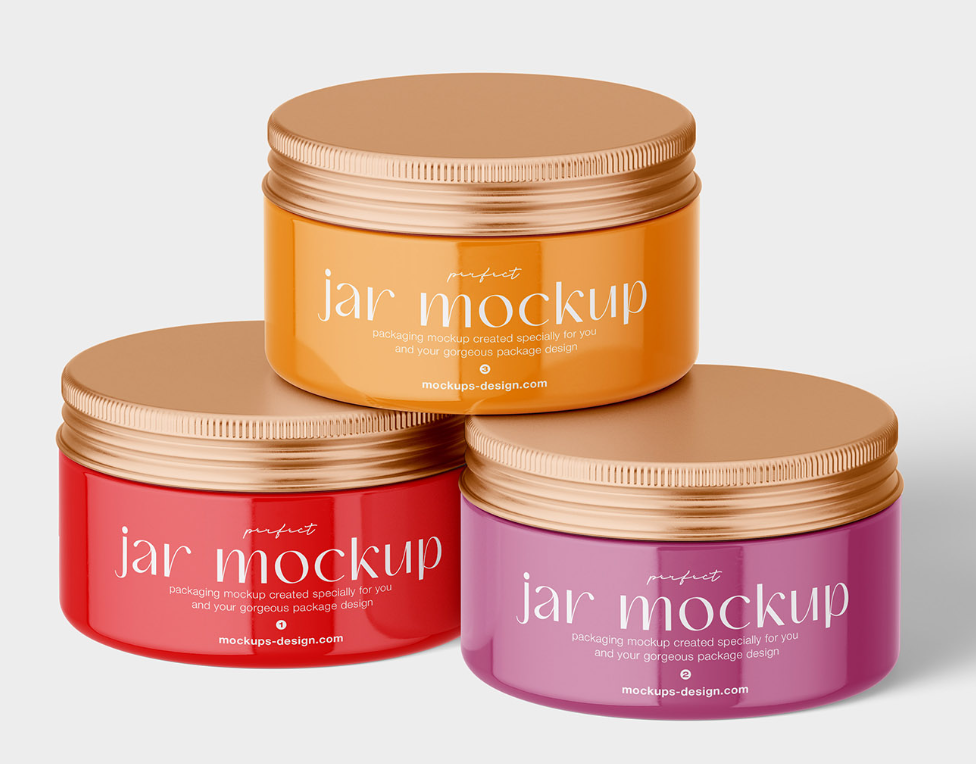 perfect
jar mockup
packaging mockup created specially for you
and your gorgeous package design
3
mockups-design.com
perfect
jar mockup
packaging mockup created specially for you
and your gorgeous package design
1
mockups-design.com
perfect
jar mockup
packaging mockup created specially for you
and your gorgeous package design
2
mockups-design.com